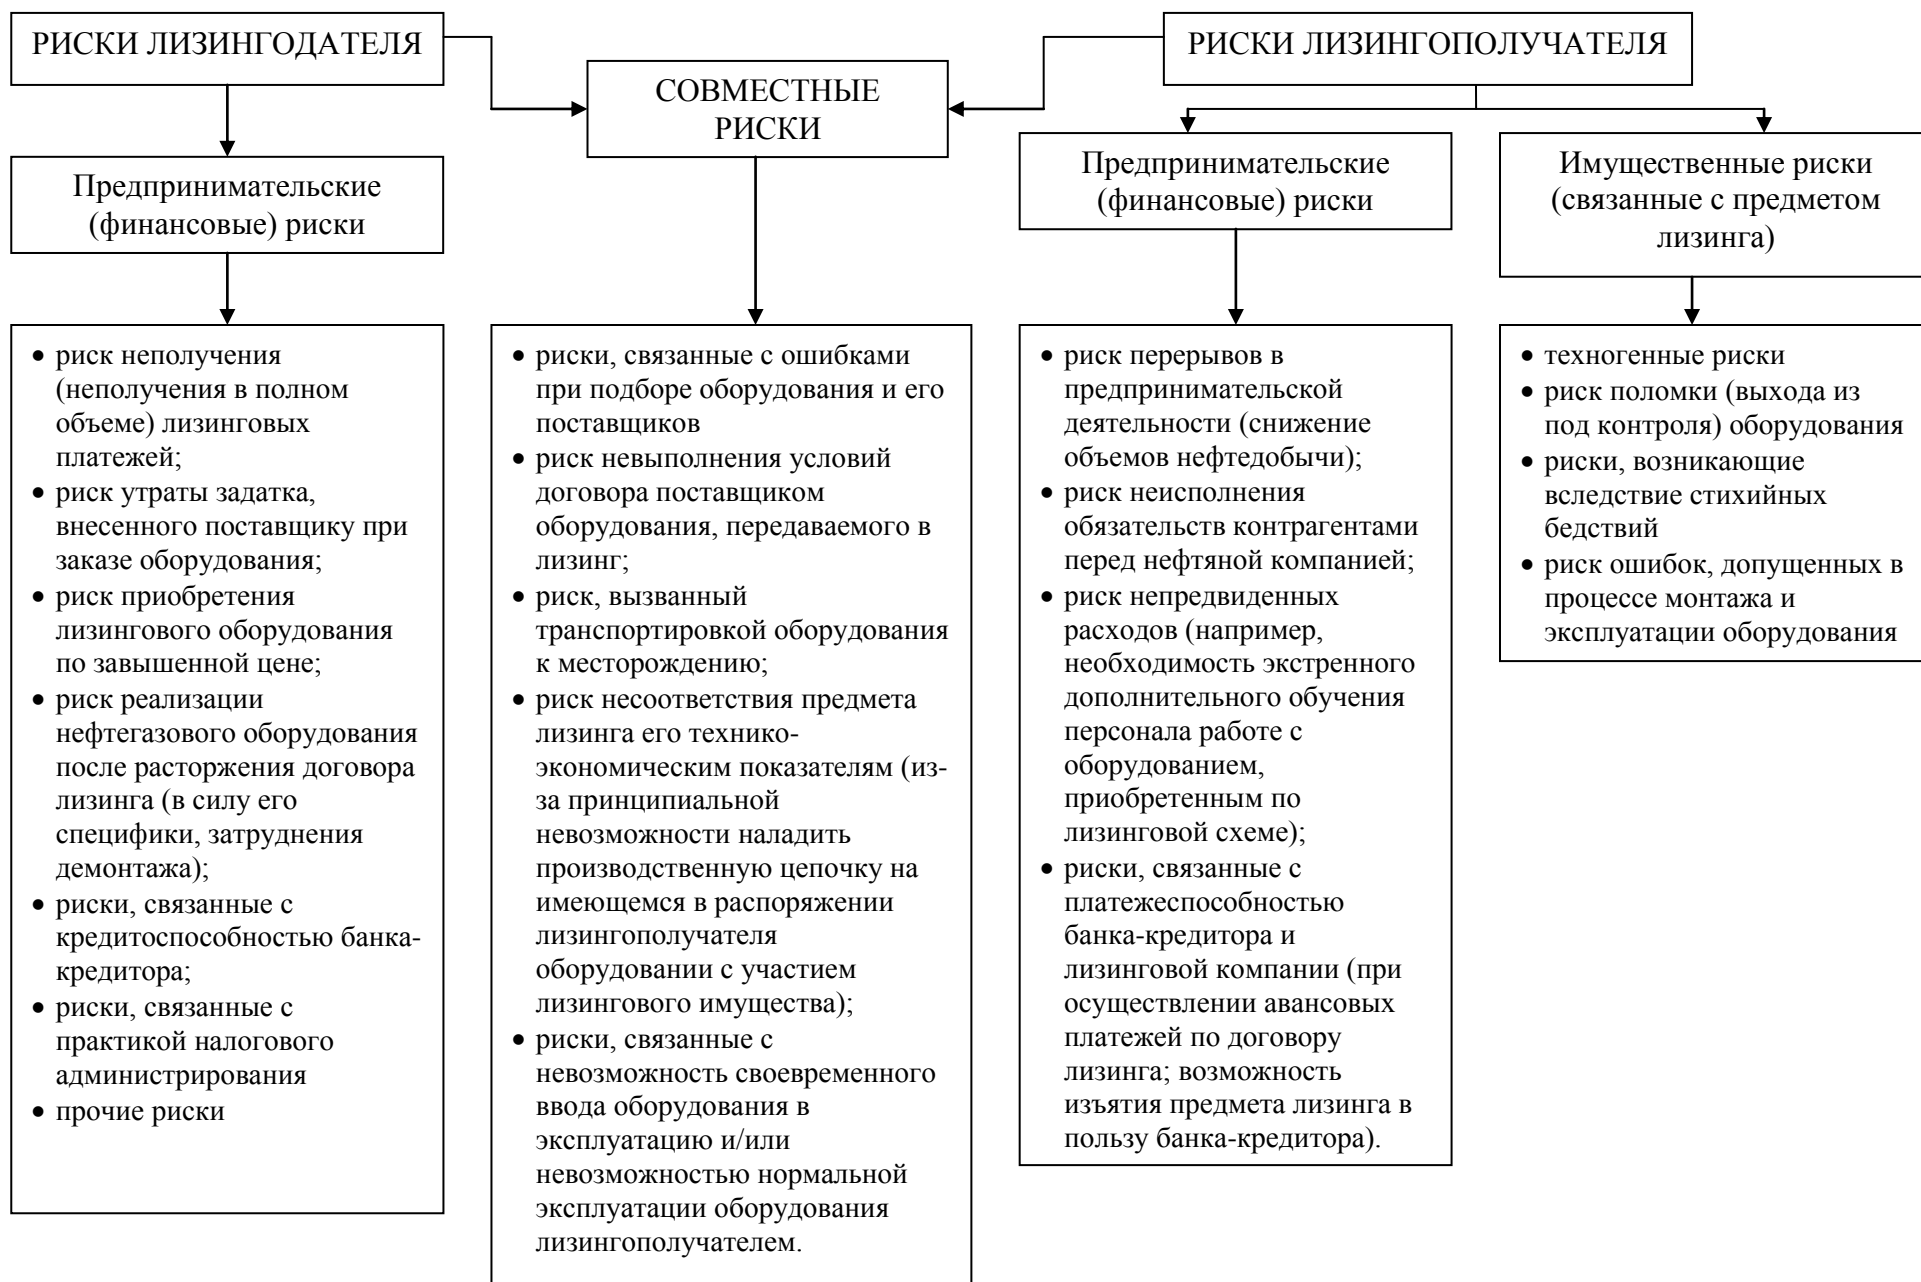 РИСКИ ЛИЗИНГОДАТЕЛЯ
РИСКИ ЛИЗИНГОПОЛУЧАТЕЛЯ
СОВМЕСТНЫЕ
РИСКИ
Предпринимательские
(финансовые) риски
Предпринимательские
(финансовые) риски
Имущественные риски
(связанные с предметом
лизинга)
• риск неполучения
(неполучения в полном
объеме) лизинговых
платежей;
• риск утраты задатка,
внесенного поставщику при
заказе оборудования;
• риск приобретения
лизингового оборудования
по завышенной цене;
• риск реализации
нефтегазового оборудования
после расторжения договора
лизинга (в силу его
специфики, затруднения
демонтажа);
• риски, связанные с
кредитоспособностью банка-
кредитора;
• риски, связанные с
практикой налогового
администрирования
• прочие риски
• риски, связанные с ошибками
при подборе оборудования и его
поставщиков
• риск невыполнения условий
договора поставщиком
оборудования, передаваемого в
лизинг;
• риск, вызванный
транспортировкой оборудования
к месторождению;
• риск несоответствия предмета
лизинга его технико-
экономическим показателям (из-
за принципиальной
невозможности наладить
производственную цепочку на
имеющемся в распоряжении
лизингополучателя
оборудовании с участием
лизингового имущества);
• риски, связанные с
невозможность своевременного
ввода оборудования в
эксплуатацию и/или
невозможностью нормальной
эксплуатации оборудования
лизингополучателем.
• риск перерывов в
предпринимательской
деятельности (снижение
объемов нефтедобычи);
• риск неисполнения
обязательств контрагентами
перед нефтяной компанией;
• риск непредвиденных
расходов (например,
необходимость экстренного
дополнительного обучения
персонала работе с
оборудованием,
приобретенным по
лизинговой схеме);
• риски, связанные с
платежеспособностью
банка-кредитора и
лизинговой компании (при
осуществлении авансовых
платежей по договору
лизинга; возможность
изъятия предмета лизинга в
пользу банка-кредитора).
• техногенные риски
• риск поломки (выхода из
под контроля) оборудования
• риски, возникающие
вследствие стихийных
бедствий
• риск ошибок, допущенных в
процессе монтажа и
эксплуатации оборудования